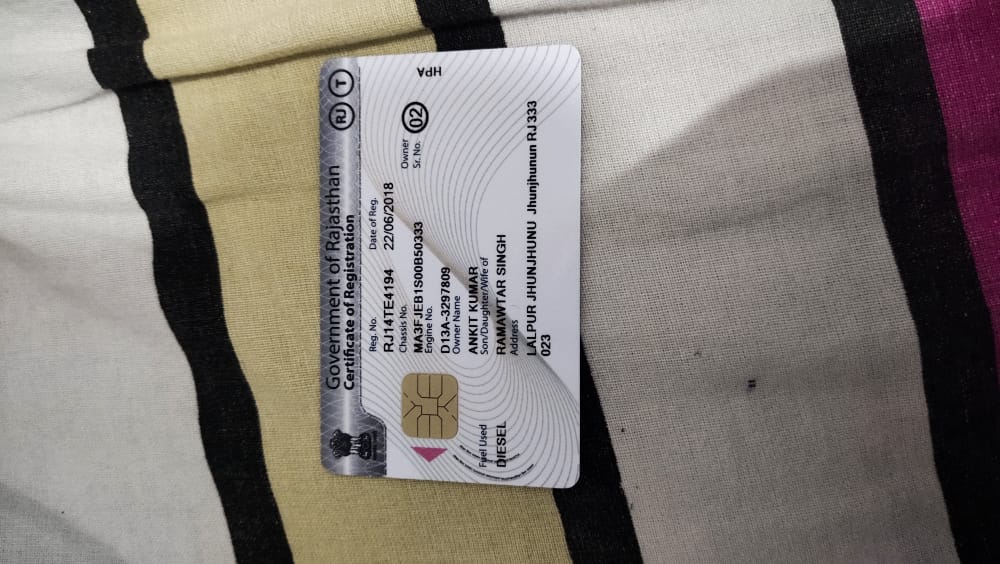 Government of Rajasthan
Certificate of Registration
RJ T
Reg. No. Date of Reg.
RJ14TE4194 22/06/2018
Chassis No. Owner Sr. No. 02
MA3FJEB1S00B50333
Engine No.
D13A-3297809
Owner Name
ANKIT KUMAR
Son/Daughter/Wife of
RAMAWTAR SINGH
Address
LALPUR JHUNJHUNU Jhunjhunun RJ 333
023
Fuel Used
DIESEL
HPA